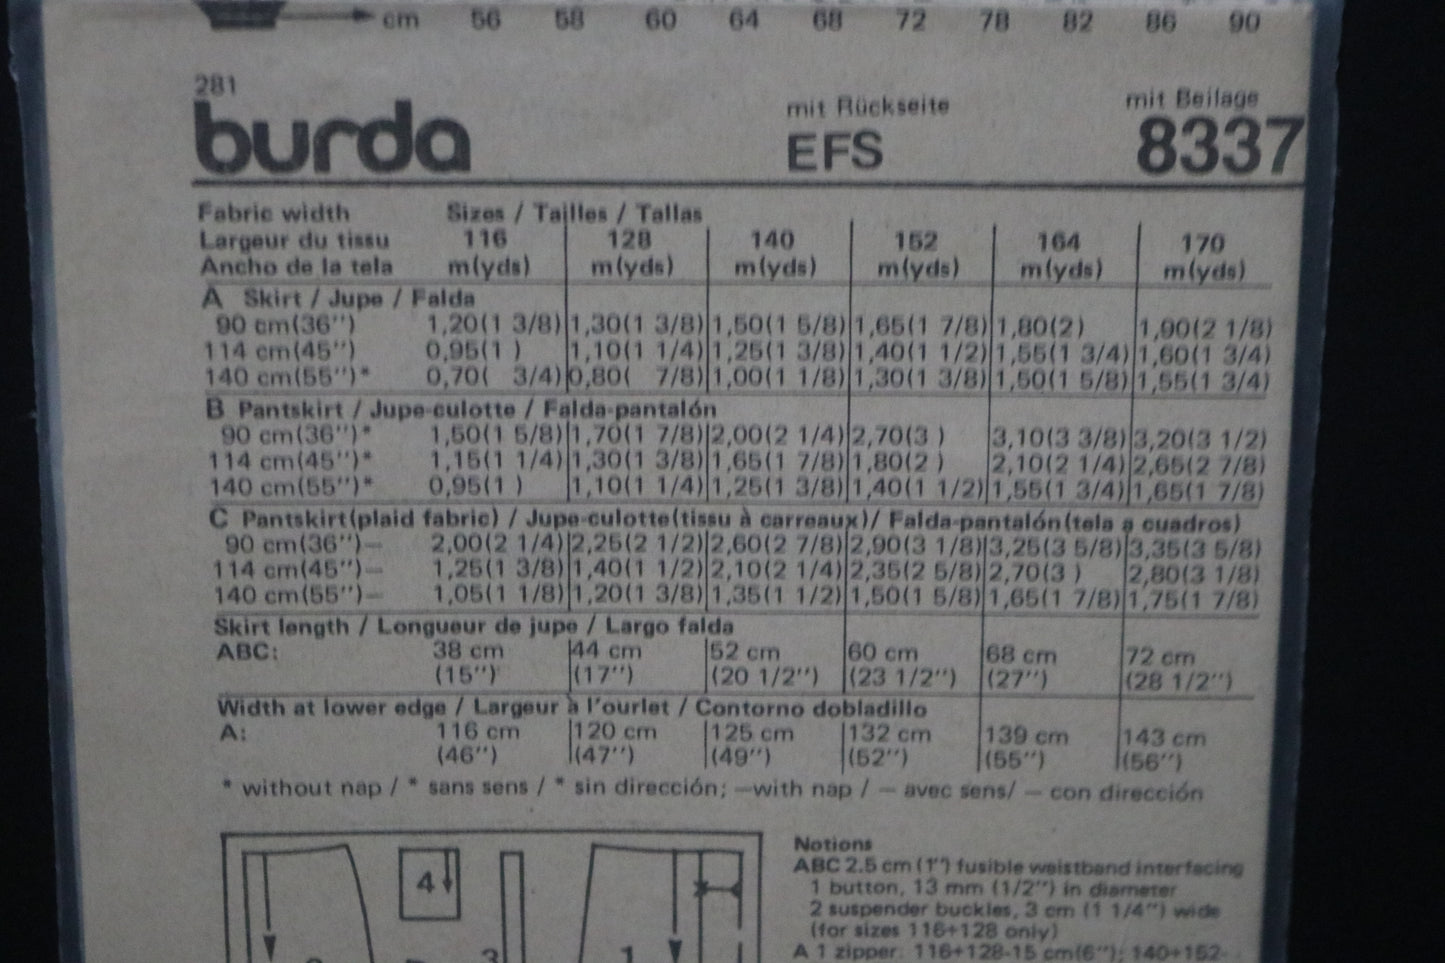 cm 56 58 60 64 68 72 78 82 86 90
281
burda mit Rückseite EFS mit Beilage 8337
Fabric width Sizes / Tailles / Tallas
Largeur du tissu 116 128 140 152 164 170
Ancho de la tela m(yds) m(yds) m(yds) m(yds) m(yds) m(yds)
A Skirt / Jupe / Falda
90 cm(36'') 1,20(1 3/8) 1,30(1 3/8) 1,50(1 5/8) 1,65(1 7/8) 1,80(2) 1,90(2 1/8)
114 cm(45'') 0,95(1 ) 1,10(1 1/4) 1,25(1 3/8) 1,40(1 1/2) 1,55(1 3/4) 1,60(1 3/4)
140 cm(55'')* 0,70( 3/4) 0,80( 7/8) 1,00(1 1/8) 1,30(1 3/8) 1,50(1 5/8) 1,55(1 3/4)
B Pantskirt / Jupe-culotte / Falda-pantalón
90 cm(36'')* 1,50(1 5/8) 1,70(1 7/8) 2,00(2 1/4) 2,70(3 ) 3,10(3 3/8) 3,20(3 1/2)
114 cm(45'')* 1,15(1 1/4) 1,30(1 3/8) 1,65(1 7/8) 1,80(2 ) 2,10(2 1/4) 2,65(2 7/8)
140 cm(55'')* 0,95(1 ) 1,10(1 1/4) 1,25(1 3/8) 1,40(1 1/2) 1,55(1 3/4) 1,65(1 7/8)
C Pantskirt(plaid fabric) / Jupe-culotte(tissu à carreaux)/ Falda-pantalón(tela a cuadros)
90 cm(36'')— 2,00(2 1/4) 2,25(2 1/2) 2,60(2 7/8) 2,90(3 1/8) 3,25(3 5/8) 3,35(3 5/8)
114 cm(45'')— 1,25(1 3/8) 1,40(1 1/2) 2,10(2 1/4) 2,35(2 5/8) 2,70(3 ) 2,80(3 1/8)
140 cm(55'')— 1,05(1 1/8) 1,20(1 3/8) 1,35(1 1/2) 1,50(1 5/8) 1,65(1 7/8) 1,75(1 7/8)
Skirt length / Longueur de jupe / Largo falda
ABC: 38 cm 44 cm 52 cm 60 cm 68 cm 72 cm
(15'') (17'') (20 1/2'') (23 1/2'') (27'') (28 1/2'')
Width at lower edge / Largeur à l'ourlet / Contorno dobladillo
A: 116 cm 120 cm 125 cm 132 cm 139 cm 143 cm
(46'') (47'') (49'') (52'') (55'') (56'')
* without nap / * sans sens / * sin dirección; —with nap / — avec sens/ — con dirección
Notions
ABC 2.5 cm (1'') fusible waistband interfacing
1 button, 13 mm (1/2'') in diameter
2 suspender buckles, 3 cm (1 1/4'') wide
(for sizes 116+128 only)
A 1 zipper: 116+128-15 cm(6''); 140+152-
4
3
1